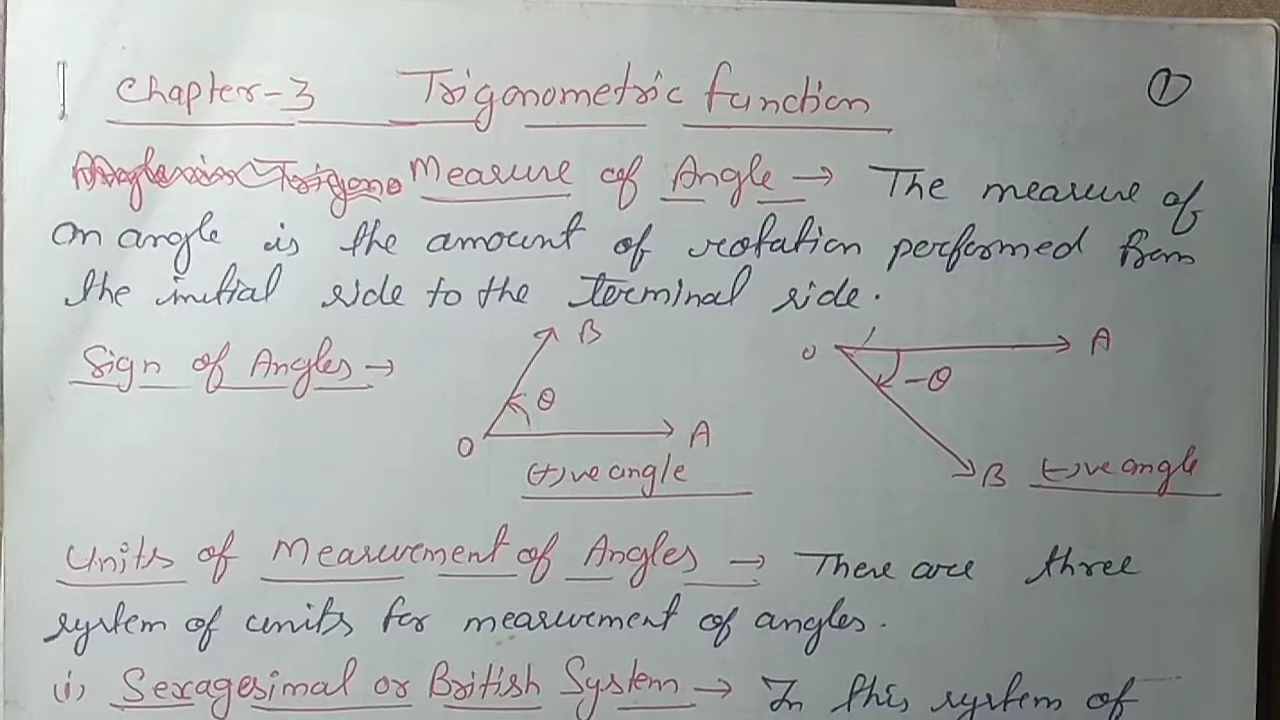 Chapter-3 Trigonometric function ①
Measure of Angle → The measure of
an angle is the amount of rotation performed from
the initial side to the terminal side.
Sign of Angles →
B
θ
O
A
(+)ve angle
O
A
-θ
B
(-)ve angle
Units of Measurement of Angles → There are three
system of units for measurement of angles.
(i) Sexagesimal or British System → In this system of